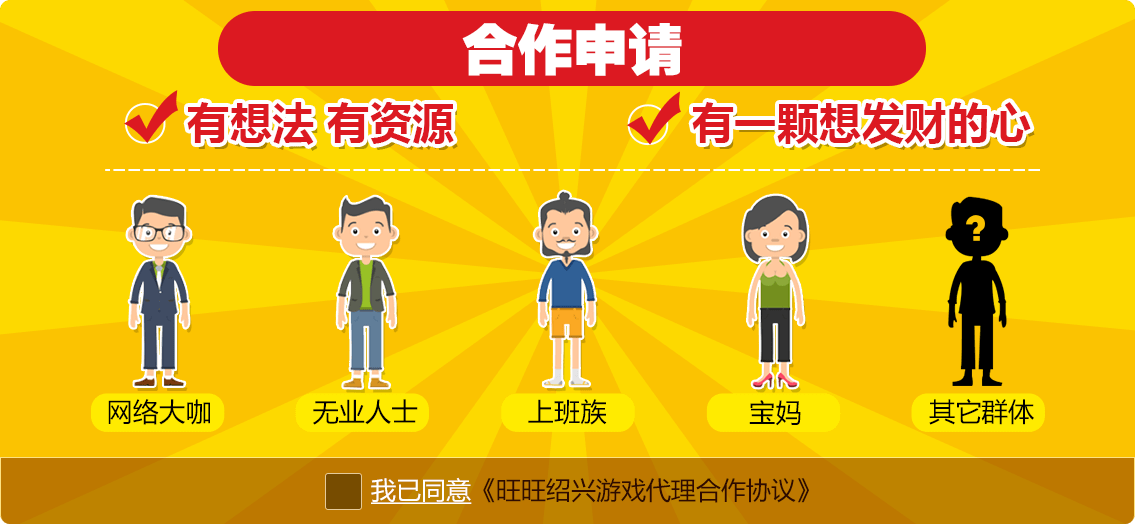 合作申请
有想法 有资源
有一颗想发财的心
?
网络大咖
无业人士
上班族
宝妈
其它群体
我已同意《旺旺绍兴游戏代理合作协议》